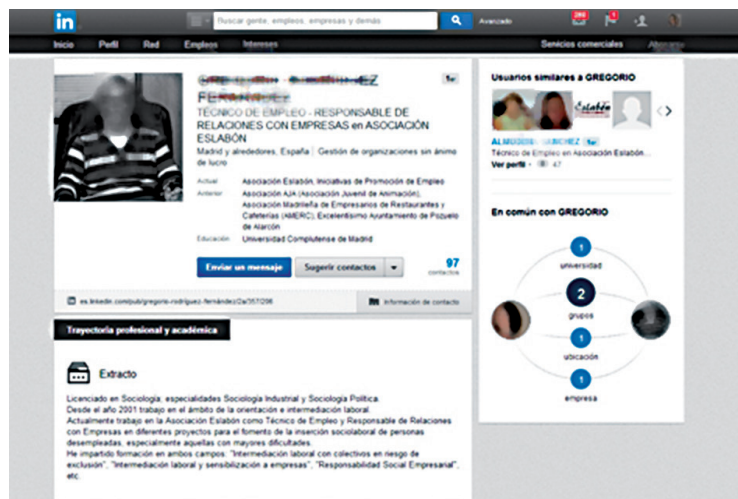 in
Buscar gente, empleos, empresas y demás
Avanzado
Inicio Perfil Red Empleos Intereses
Servicios comerciales
1er
TÉCNICO DE EMPLEO - RESPONSABLE DE
RELACIONES CON EMPRESAS en ASOCIACIÓN
ESLABÓN
Madrid y alrededores, España | Gestión de organizaciones sin ánimo
de lucro
Actual Asociación Eslabón, Iniciativas de Promoción de Empleo
Anterior Asociación AJA (Asociación Juvenil de Animación),
Asociación Madrileña de Empresarios de Restaurantes y
Cafeterías (AMERC), Excelentísimo Ayuntamiento de Pozuelo
de Alarcón
Educación Universidad Complutense de Madrid
Enviar un mensaje Sugerir contactos
97
contactos
Información de contacto
Trayectoria profesional y académica
Extracto
Licenciado en Sociología; especialidades Sociología Industrial y Sociología Política.
Desde el año 2001 trabajo en el ámbito de la orientación e intermediación laboral.
Actualmente trabajo en la Asociación Eslabón como Técnico de Empleo y Responsable de Relaciones
con Empresas en diferentes proyectos para el fomento de la inserción sociolaboral de personas
desempleadas, especialmente aquellas con mayores dificultades.
He impartido formación en ambos campos: "Intermediación laboral con colectivos en riesgo de
exclusión", "Intermediación laboral y sensibilización a empresas", "Responsabilidad Social Empresarial",
etc.
Usuarios similares a GREGORIO
Eslabón
1er
Técnico de Empleo en Asociación Eslabón...
Ver perfil 47
En común con GREGORIO
1
universidad
2
grupos
1
ubicación
1
empresa